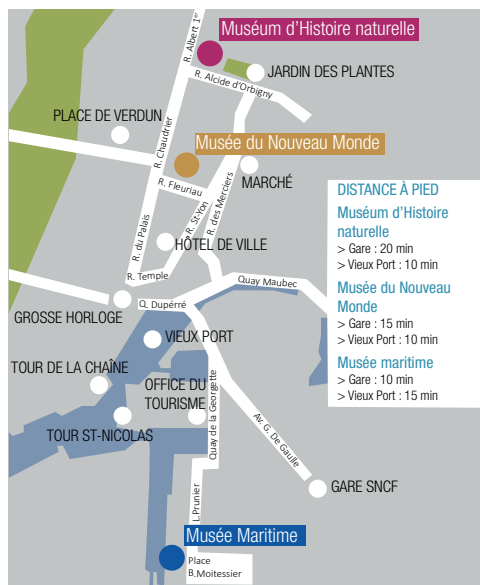 Muséum d'Histoire naturelle
R. Albert 1er
JARDIN DES PLANTES
R. Alcide d'Orbigny
PLACE DE VERDUN
R. Chaudrier
Musée du Nouveau Monde
MARCHÉ
R. Fleuriau
R. des Merciers
R. St-Yon
R. du Palais
HÔTEL DE VILLE
R. Temple
Quay Maubec
Q. Dupérré
GROSSE HORLOGE
VIEUX PORT
TOUR DE LA CHAÎNE
OFFICE DU
TOURISME
Quay de la Georgette
TOUR ST-NICOLAS
Av. G. De Gaulle
GARE SNCF
L. Prunier
Musée Maritime
Place
B.Moitessier
DISTANCE À PIED
Muséum d'Histoire
naturelle
> Gare : 20 min
> Vieux Port : 10 min
Musée du Nouveau
Monde
> Gare : 15 min
> Vieux Port : 10 min
Musée maritime
> Gare : 10 min
> Vieux Port : 15 min